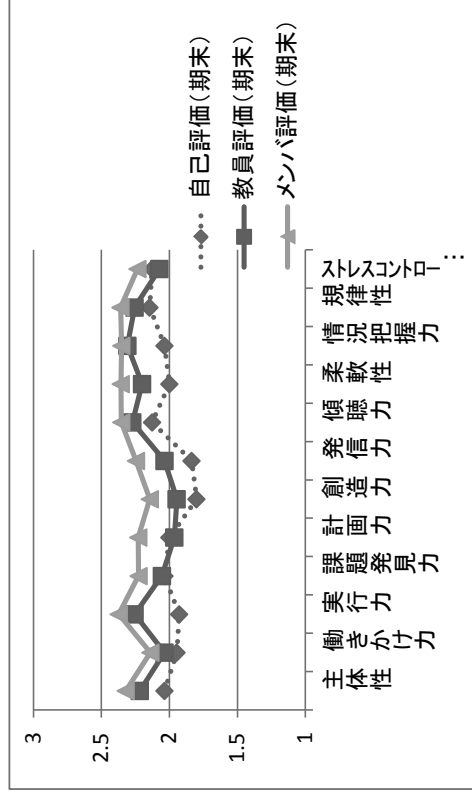 3
2.5
2
1.5
1
主体性
働きかけ力
実行力
課題発見力
計画力
創造力
発信力
傾聴力
柔軟性
情況把握力
規律性
ストレスコントロー…
自己評価(期末)
教員評価(期末)
メンバ評価(期末)